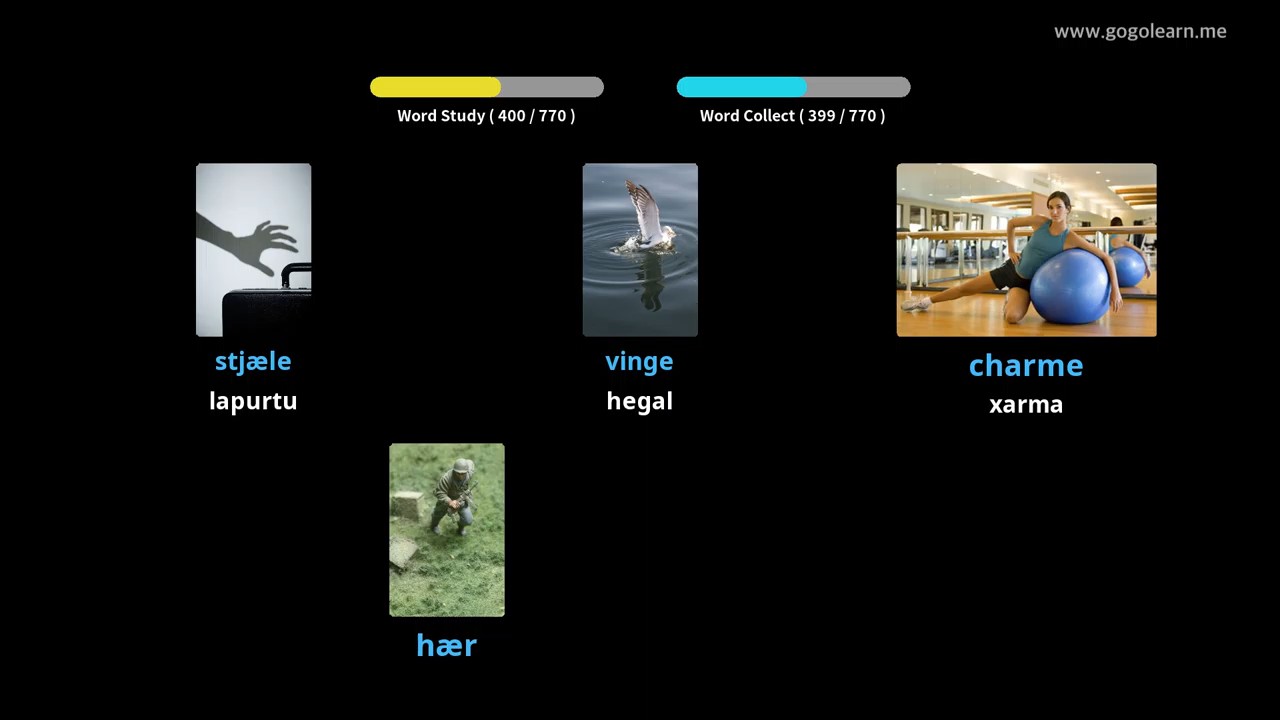 www.gogolearn.me
Word Study ( 400 / 770 )
Word Collect ( 399 / 770 )
stjæle
lapurtu
vinge
hegal
charme
xarma
hær